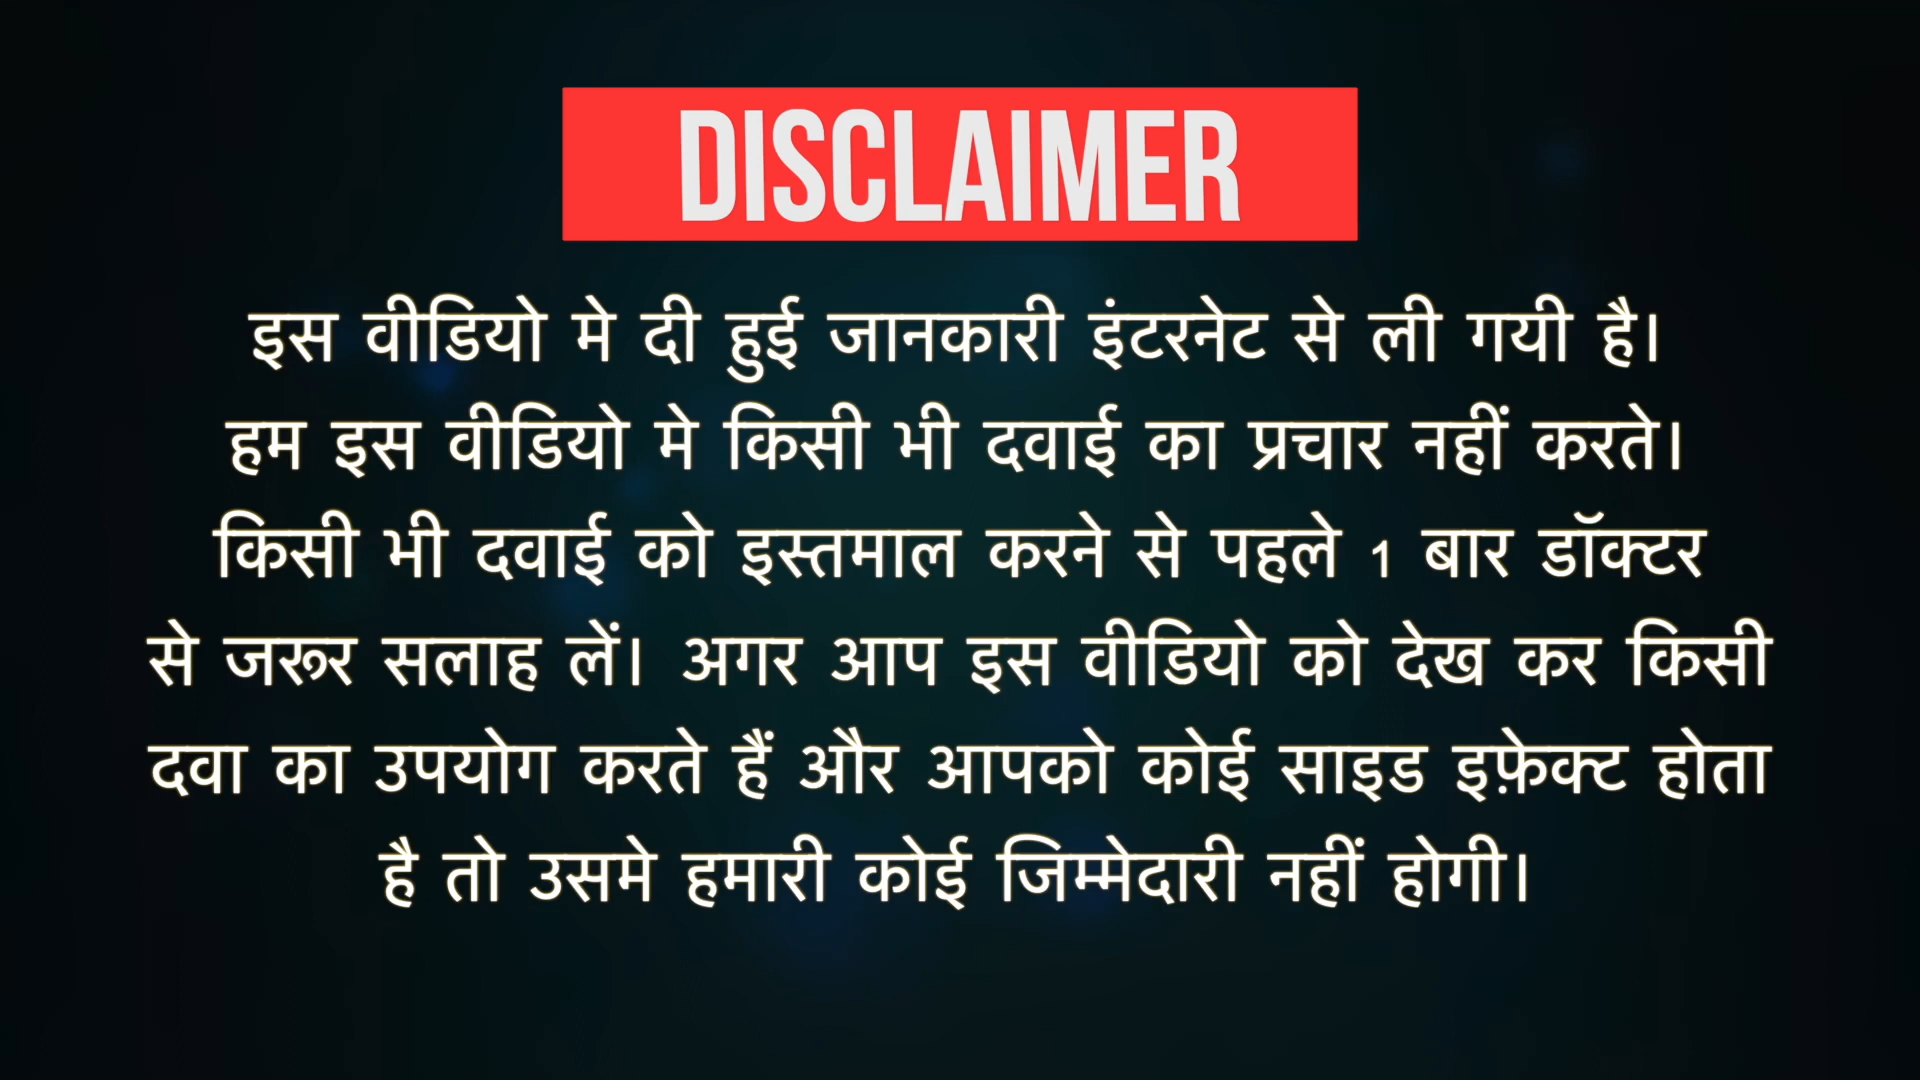 DISCLAIMER
इस वीडियो मे दी हुई जानकारी इंटरनेट से ली गयी है।
हम इस वीडियो मे किसी भी दवाई का प्रचार नहीं करते।
किसी भी दवाई को इस्तमाल करने से पहले 1 बार डॉक्टर
से जरूर सलाह लें। अगर आप इस वीडियो को देख कर किसी
दवा का उपयोग करते हैं और आपको कोई साइड इफ़ेक्ट होता
है तो उसमे हमारी कोई जिम्मेदारी नहीं होगी।